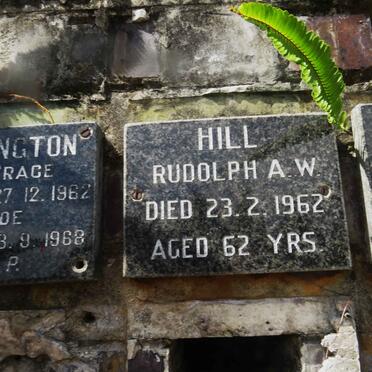 NGTON
RACE
27 12. 1962
OE
3. 9. 1968
P.
HILL
RUDOLPH A. W.
DIED 23. 2. 1962
AGED 62 YRS.